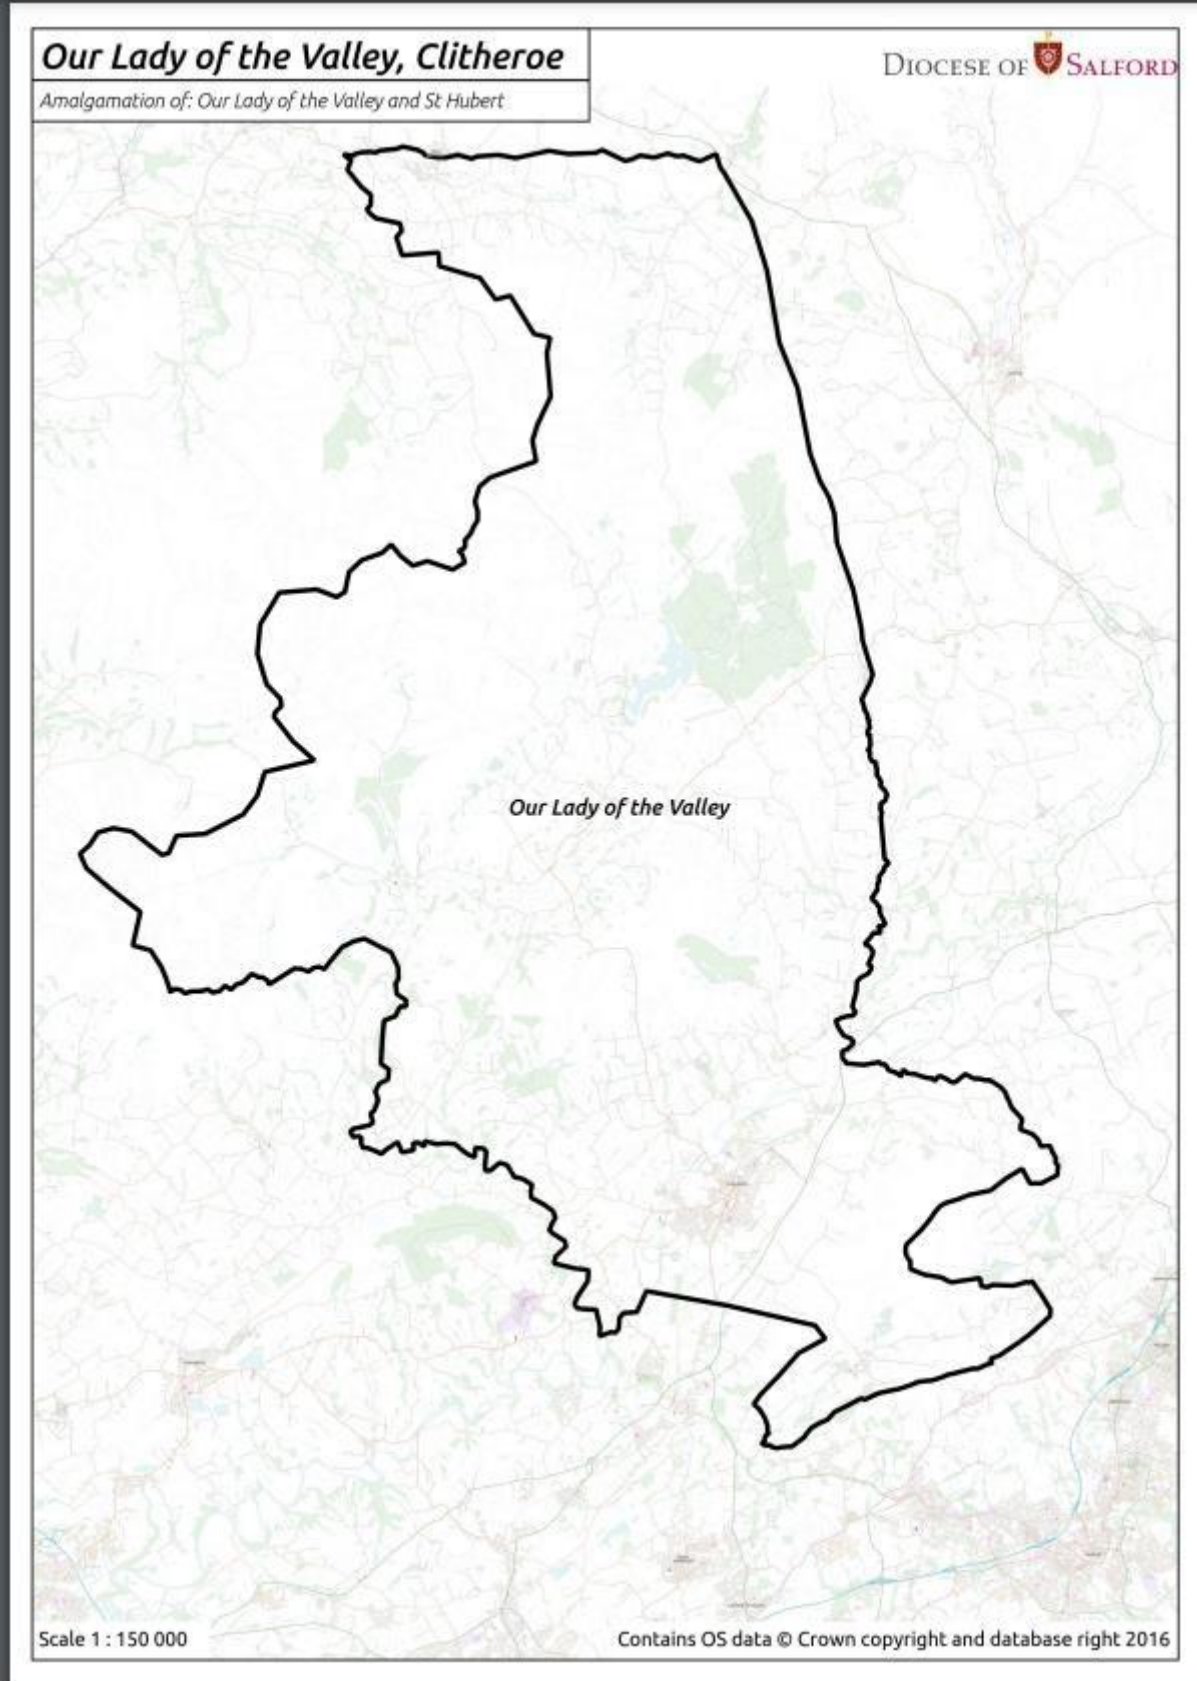 Our Lady of the Valley, Clitheroe
Amalgamation of: Our Lady of the Valley and St Hubert
DIOCESE OF SALFORD
Our Lady of the Valley
Scale 1 : 150 000
Contains OS data © Crown copyright and database right 2016